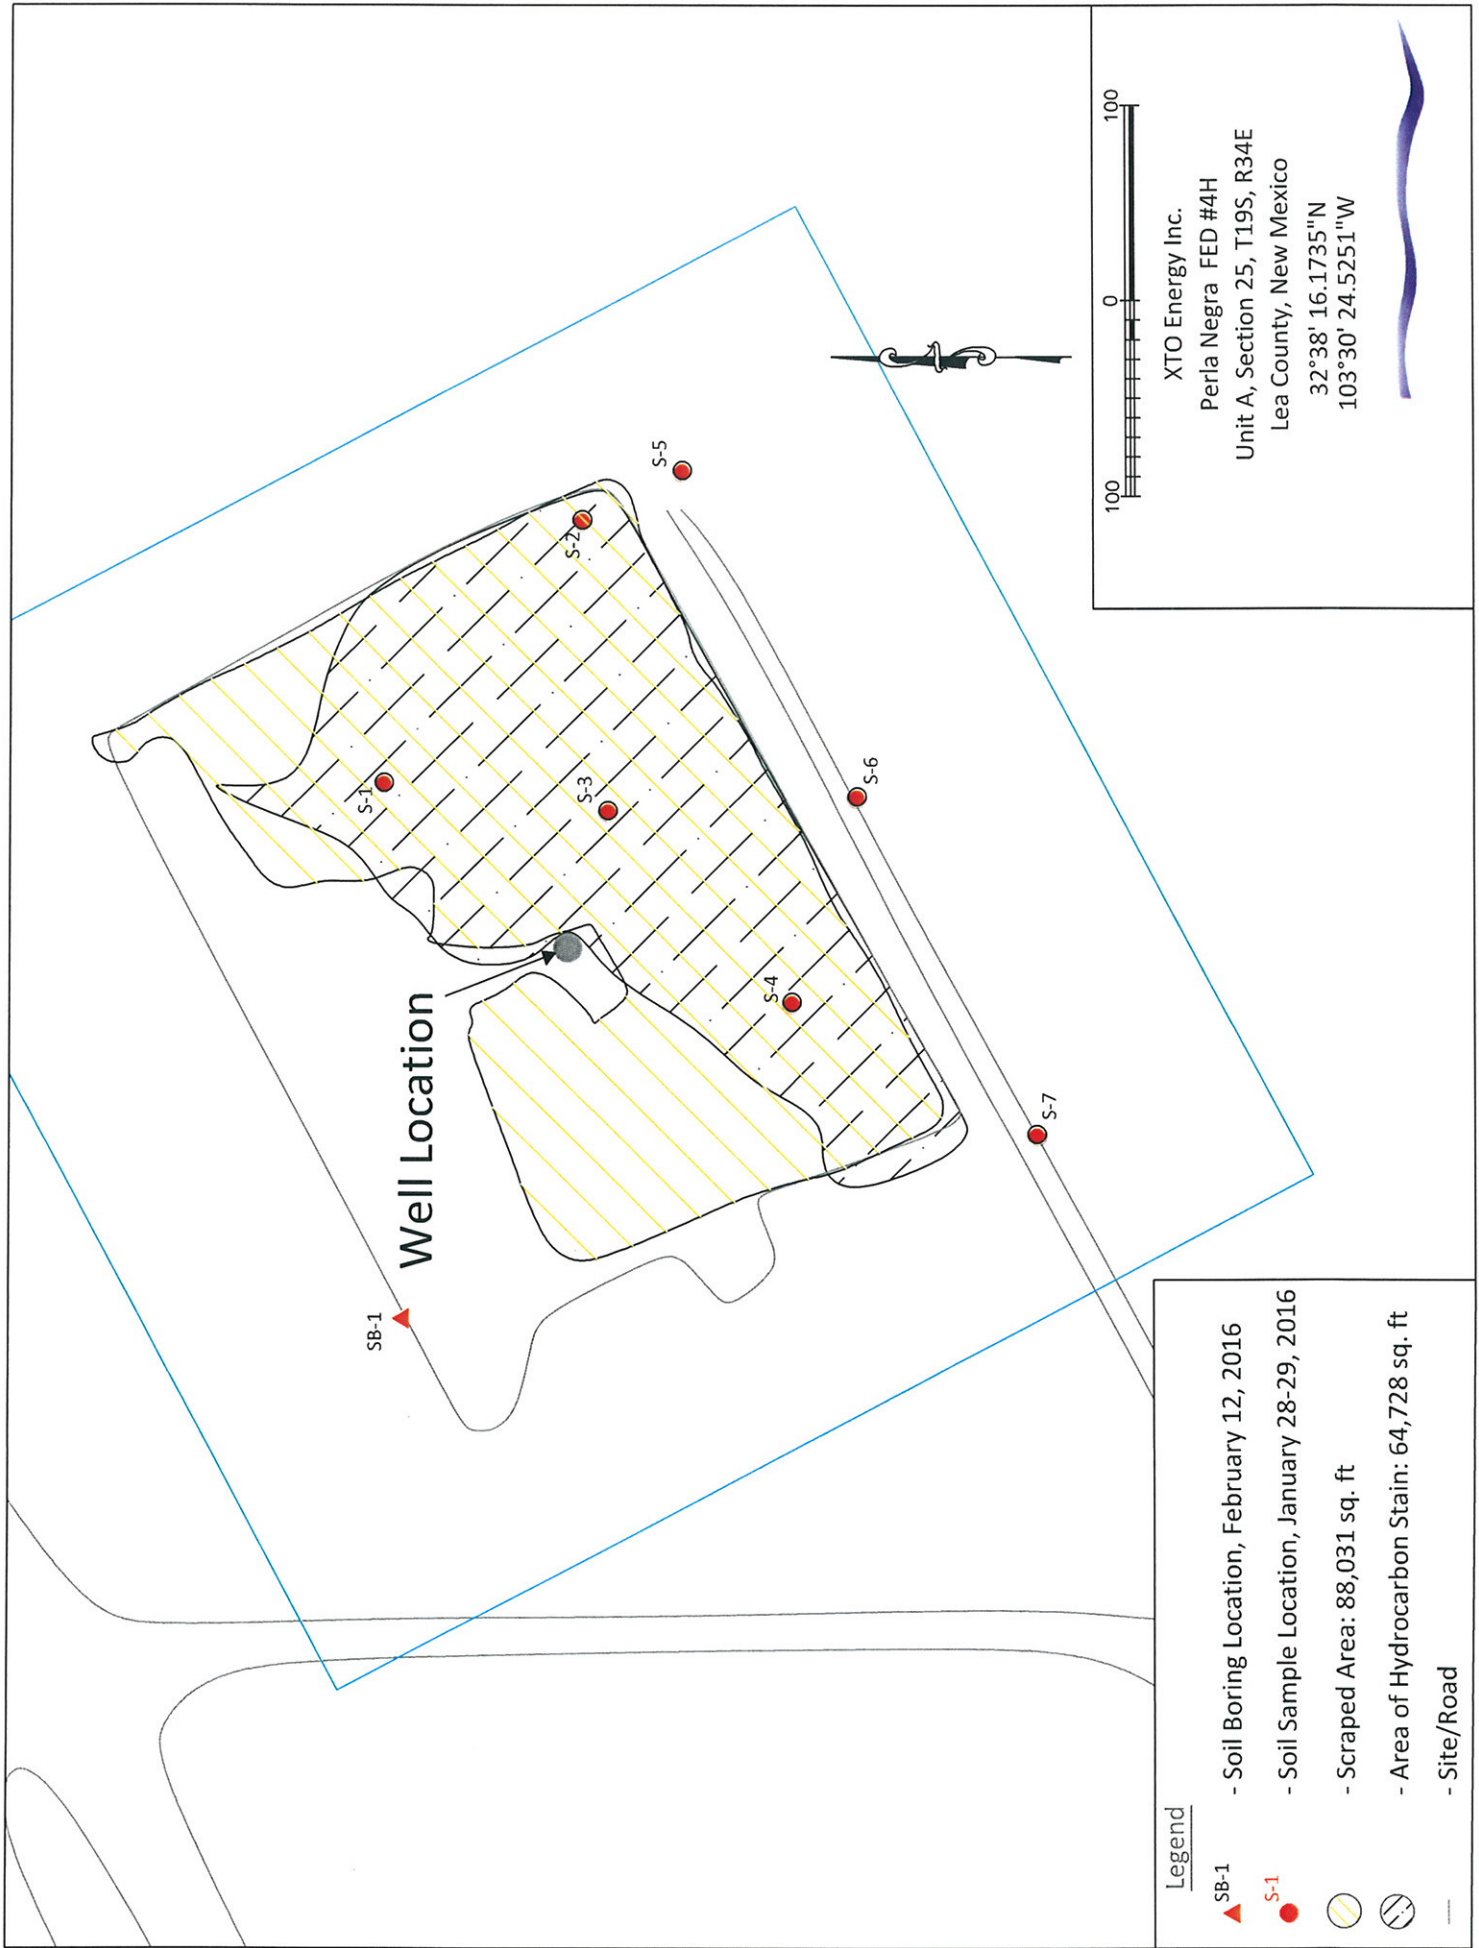 SB-1
Well Location
S-1
S-2
S-3
S-4
S-5
S-6
S-7
Legend
SB-1 - Soil Boring Location, February 12, 2016
S-1 - Soil Sample Location, January 28-29, 2016
- Scraped Area: 88,031 sq. ft
- Area of Hydrocarbon Stain: 64,728 sq. ft
- Site/Road
100 0 100
XTO Energy Inc.
Perla Negra FED #4H
Unit A, Section 25, T19S, R34E
Lea County, New Mexico
32°38' 16.1735"N
103°30' 24.5251"W